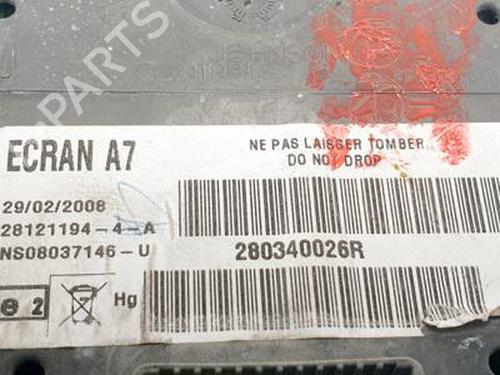 JOHNSON
CONTROLS
ECRAN A7
NE PAS LAISSER TOMBER
DO NOT DROP
29/02/2008
28121194-4-A
NS08037146-U
280340026R
2
Hg
B-PARTS